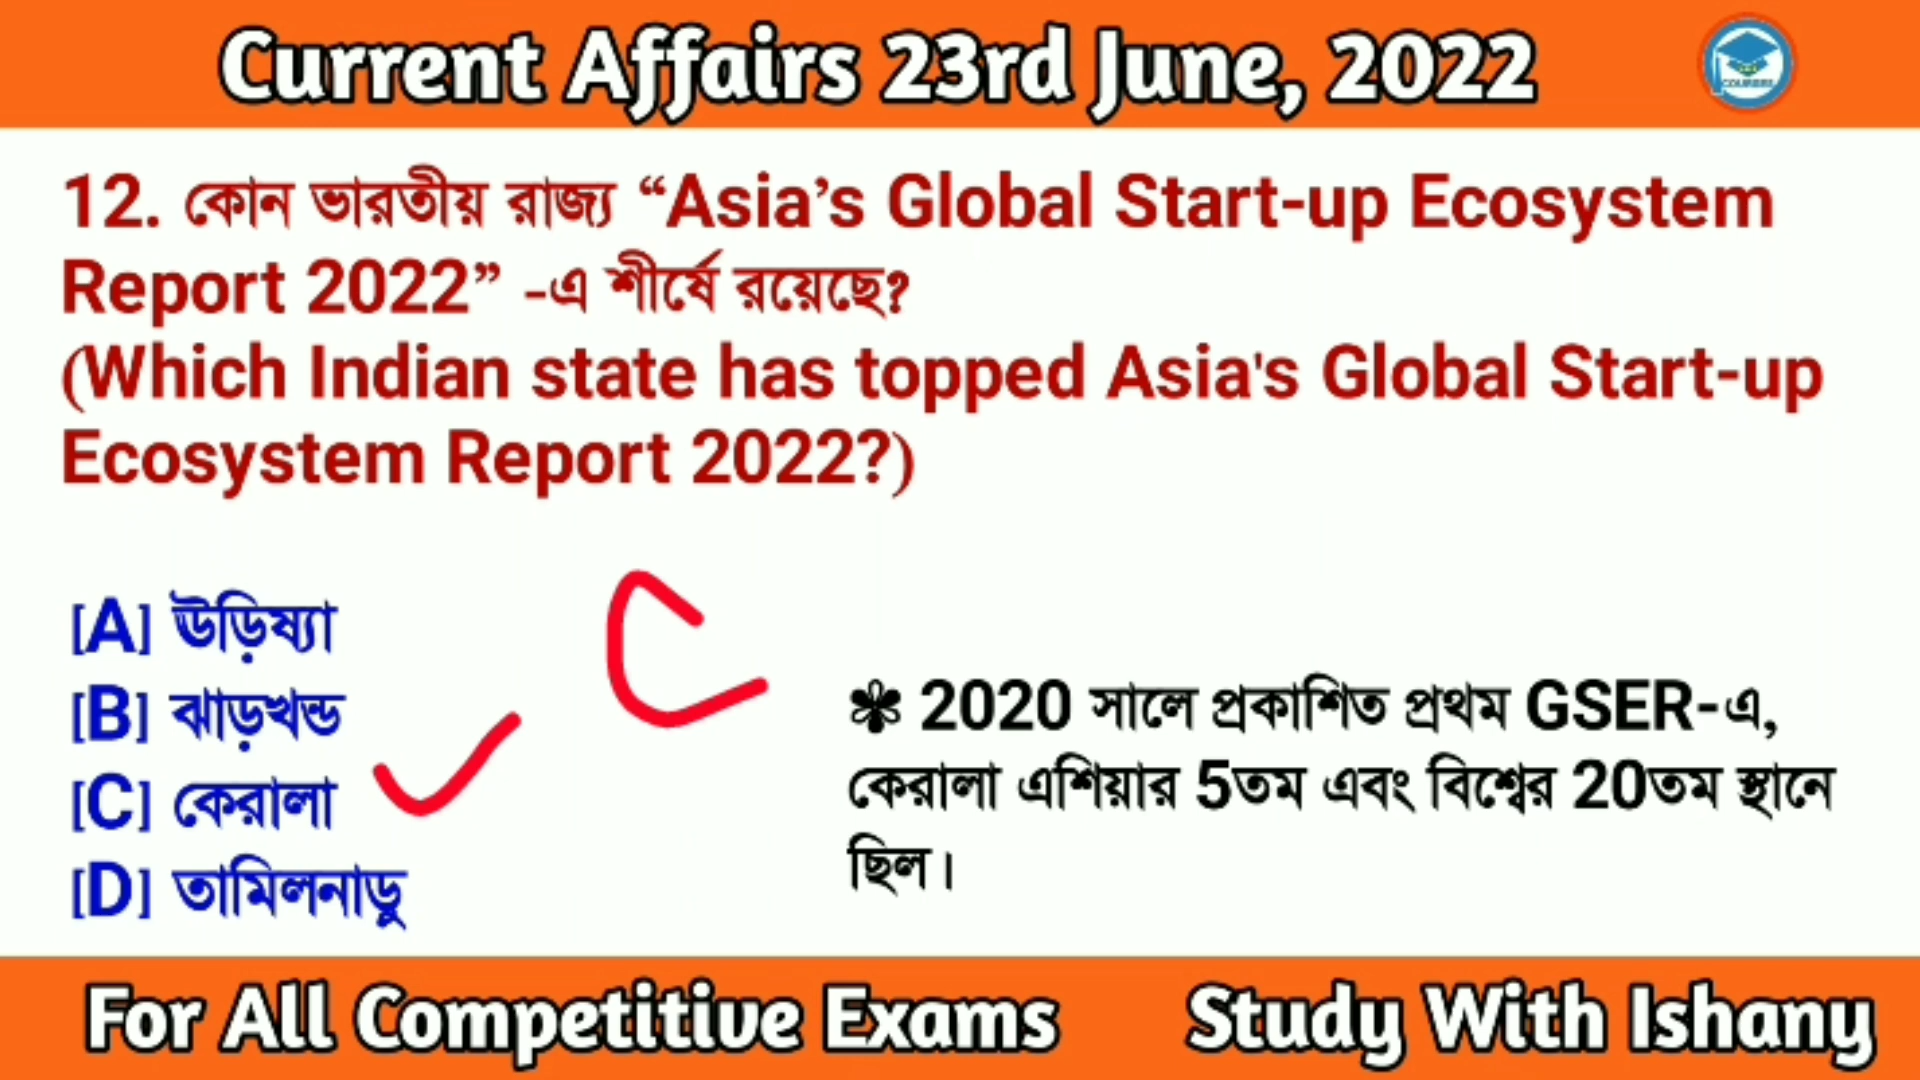 Current Affairs 23rd June, 2022
12. কোন ভারতীয় রাজ্য “Asia’s Global Start-up Ecosystem
Report 2022” -এ শীর্ষে রয়েছে?
(Which Indian state has topped Asia's Global Start-up
Ecosystem Report 2022?)
C
[A] ঊড়িষ্যা
[B] ঝাড়খন্ড
[C] কেরালা
[D] তামিলনাড়ু
✽ 2020 সালে প্রকাশিত প্রথম GSER-এ,
কেরালা এশিয়ার 5তম এবং বিশ্বের 20তম স্থানে
ছিল।
For All Competitive Exams
Study With Ishany